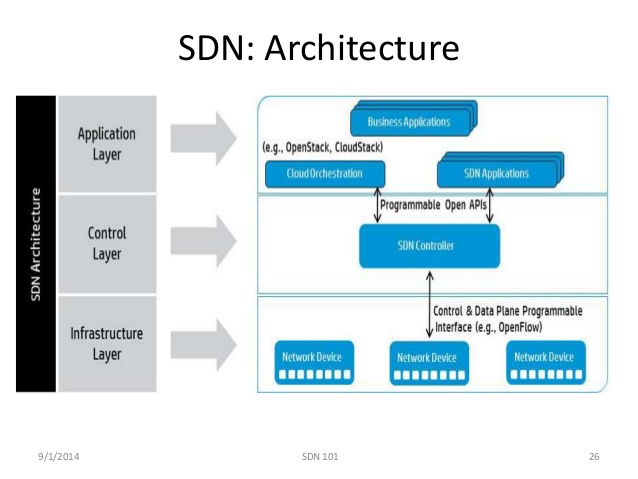 SDN: Architecture
SDN Architecture
Application
Layer
Control
Layer
Infrastructure
Layer
Business Applications
(e.g., OpenStack, CloudStack)
Cloud Orchestration
SDN Applications
Programmable Open APIs
SDN Controller
Control & Data Plane Programmable
Interface (e.g., OpenFlow)
Network Device
Network Device
Network Device
9/1/2014
SDN 101
26